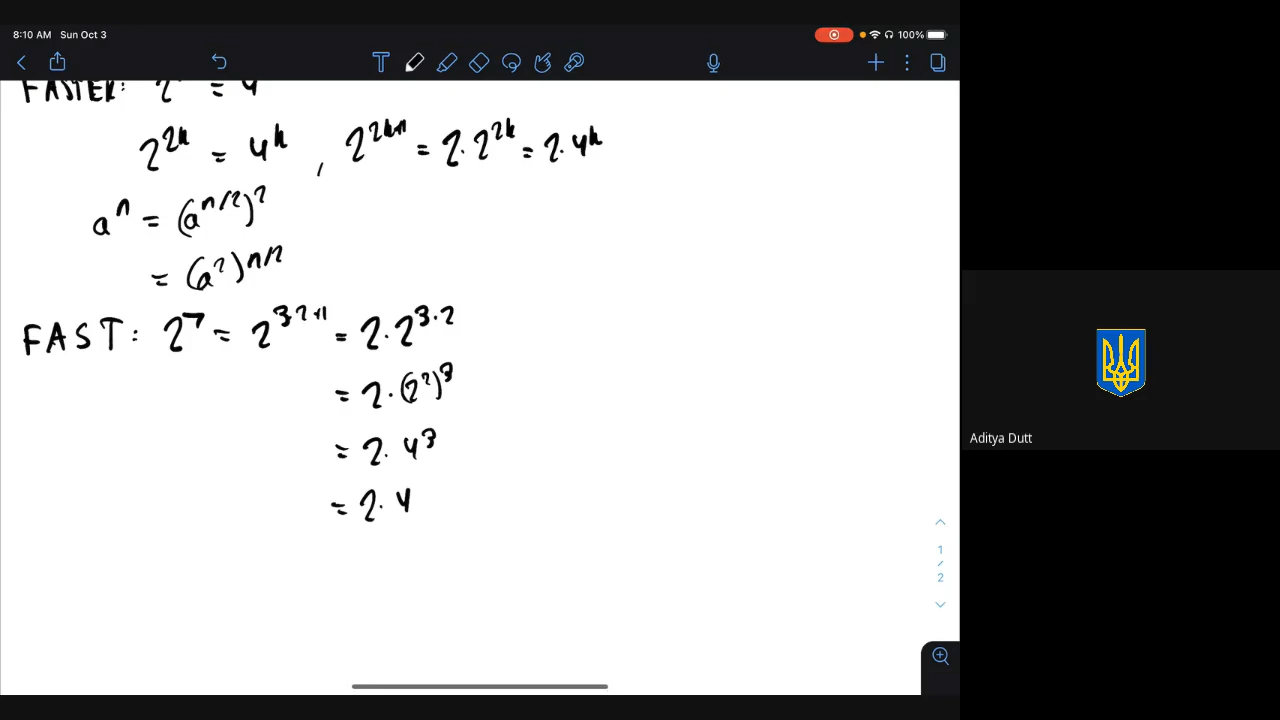 8:10 AM Sun Oct 3
100%
FASTER:
2^{2k} = 4^k , 2^{2k+1} = 2·2^{2k} = 2·4^k
a^n = (a^{n/2})^2
= (a^2)^{n/2}
FAST: 2^7 = 2^{3·2+1} = 2·2^{3·2}
= 2·(2^2)^3
= 2·4^3
= 2·4
Aditya Dutt
1
/
2